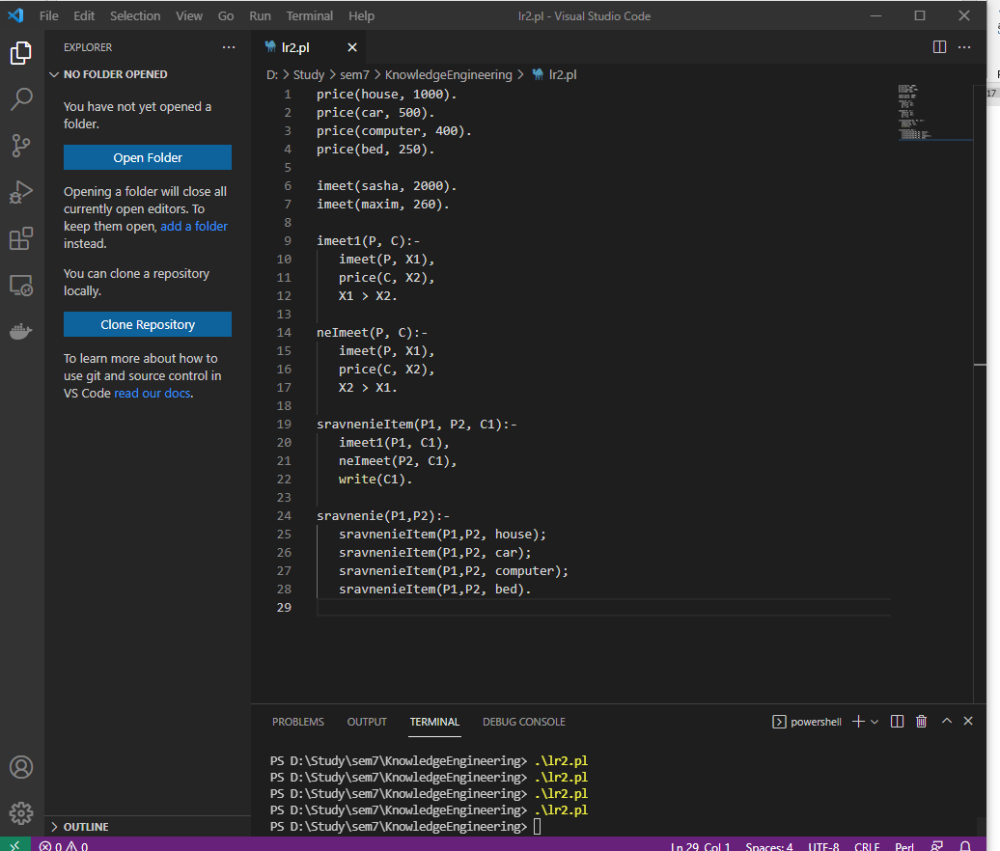 File Edit Selection View Go Run Terminal Help lr2.pl - Visual Studio Code
EXPLORER ···
NO FOLDER OPENED
You have not yet opened a
folder.
Open Folder
Opening a folder will close all
currently open editors. To
keep them open, add a folder
instead.
You can clone a repository
locally.
Clone Repository
To learn more about how to
use git and source control in
VS Code read our docs.
OUTLINE
lr2.pl
D: > Study > sem7 > KnowledgeEngineering > lr2.pl
1 price(house, 1000).
2 price(car, 500).
3 price(computer, 400).
4 price(bed, 250).
5
6 imeet(sasha, 2000).
7 imeet(maxim, 260).
8
9 imeet1(P, C):-
10 imeet(P, X1),
11 price(C, X2),
12 X1 > X2.
13
14 neImeet(P, C):-
15 imeet(P, X1),
16 price(C, X2),
17 X2 > X1.
18
19 sravnenieItem(P1, P2, C1):-
20 imeet1(P1, C1),
21 neImeet(P2, C1),
22 write(C1).
23
24 sravnenie(P1,P2):-
25 sravnenieItem(P1,P2, house);
26 sravnenieItem(P1,P2, car);
27 sravnenieItem(P1,P2, computer);
28 sravnenieItem(P1,P2, bed).
29
17
PROBLEMS OUTPUT TERMINAL DEBUG CONSOLE powershell
PS D:\Study\sem7\KnowledgeEngineering> .\lr2.pl
PS D:\Study\sem7\KnowledgeEngineering> .\lr2.pl
PS D:\Study\sem7\KnowledgeEngineering> .\lr2.pl
PS D:\Study\sem7\KnowledgeEngineering> .\lr2.pl
PS D:\Study\sem7\KnowledgeEngineering>
0 0 Ln 29, Col 1 Spaces: 4 UTF-8 CRLF Perl